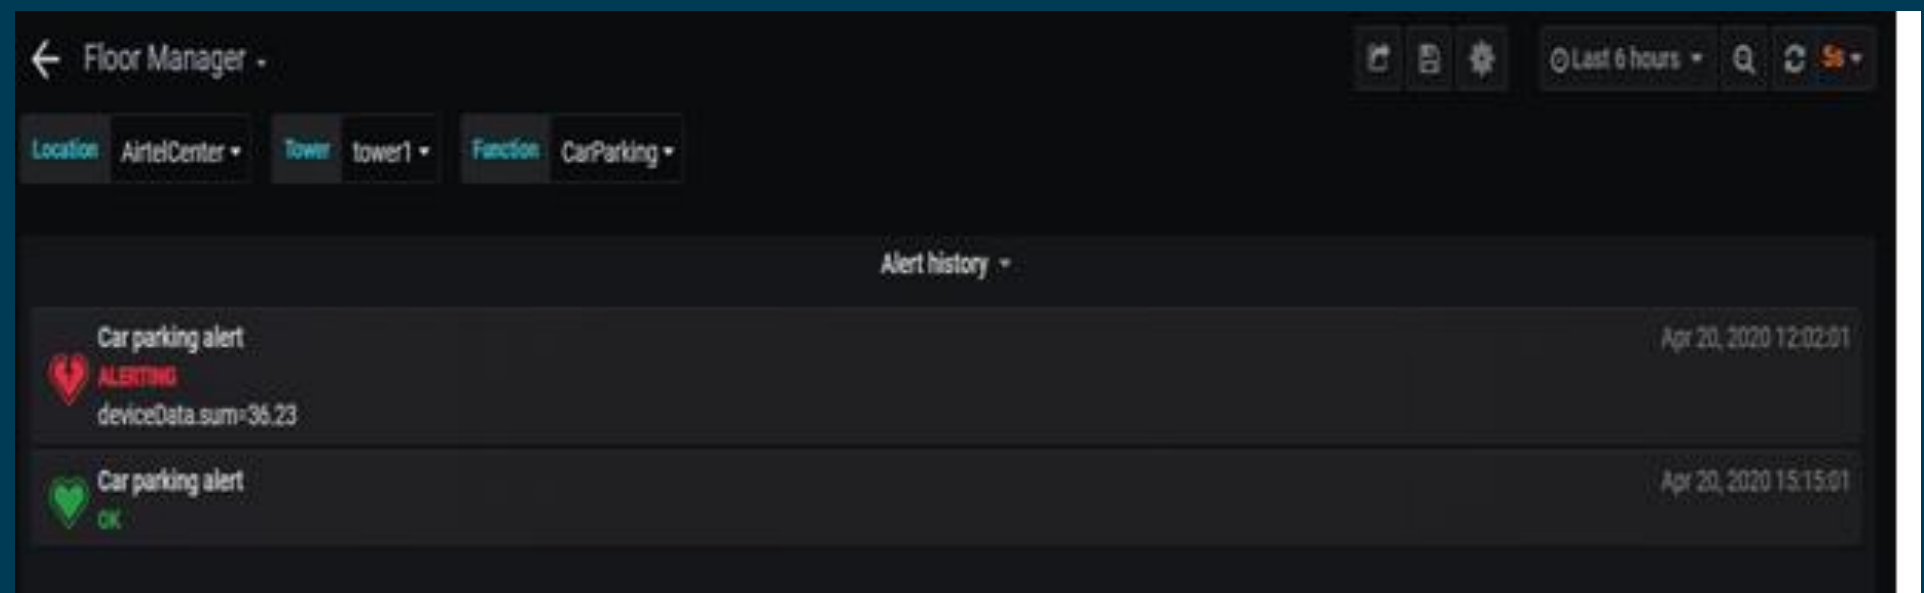 Floor Manager
Last 6 hours 5s
Location AirtelCenter Tower tower1 Function CarParking
Alert history
Car parking alert Apr 20, 2020 12:02:01
ALERTING
deviceData.sum=36.23
Car parking alert Apr 20, 2020 15:15:01
OK